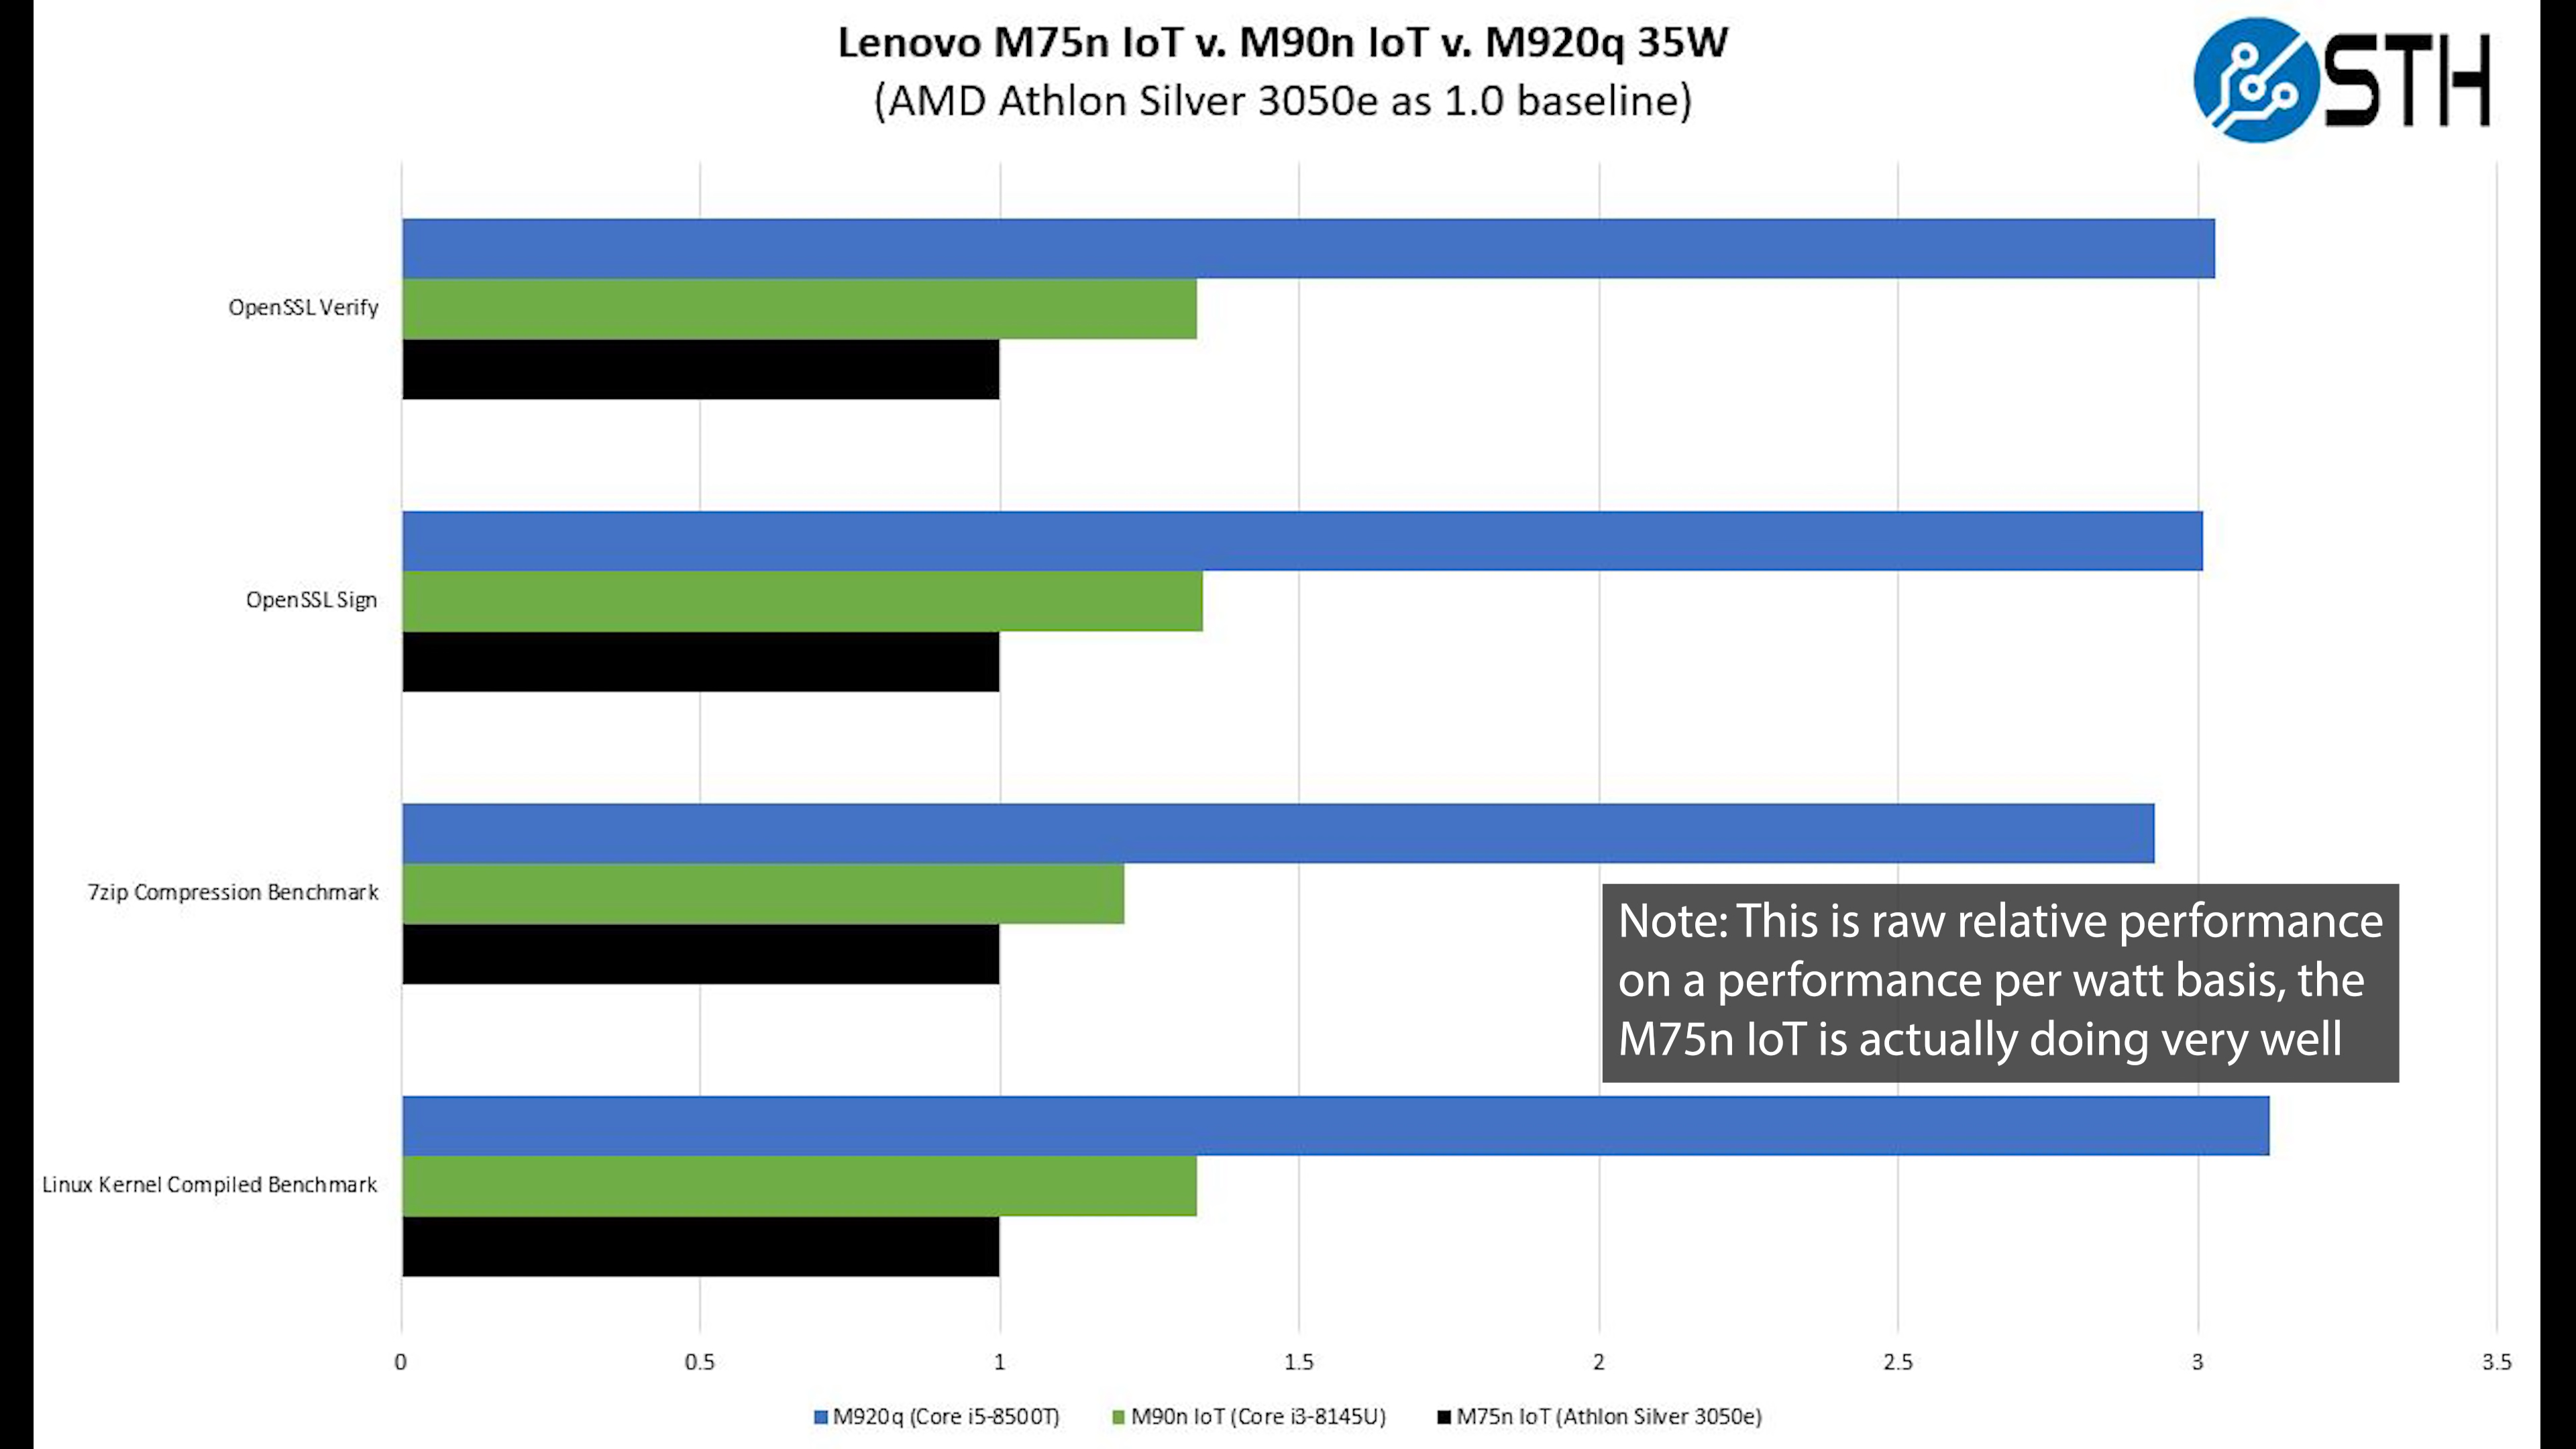 Lenovo M75n IoT v. M90n IoT v. M920q 35W
(AMD Athlon Silver 3050e as 1.0 baseline)
STH
OpenSSL Verify
OpenSSL Sign
7zip Compression Benchmark
Note: This is raw relative performance
on a performance per watt basis, the
M75n IoT is actually doing very well
Linux Kernel Compiled Benchmark
0 0.5 1 1.5 2 2.5 3 3.5
M920q (Core i5-8500T) M90n IoT (Core i3-8145U) M75n IoT (Athlon Silver 3050e)